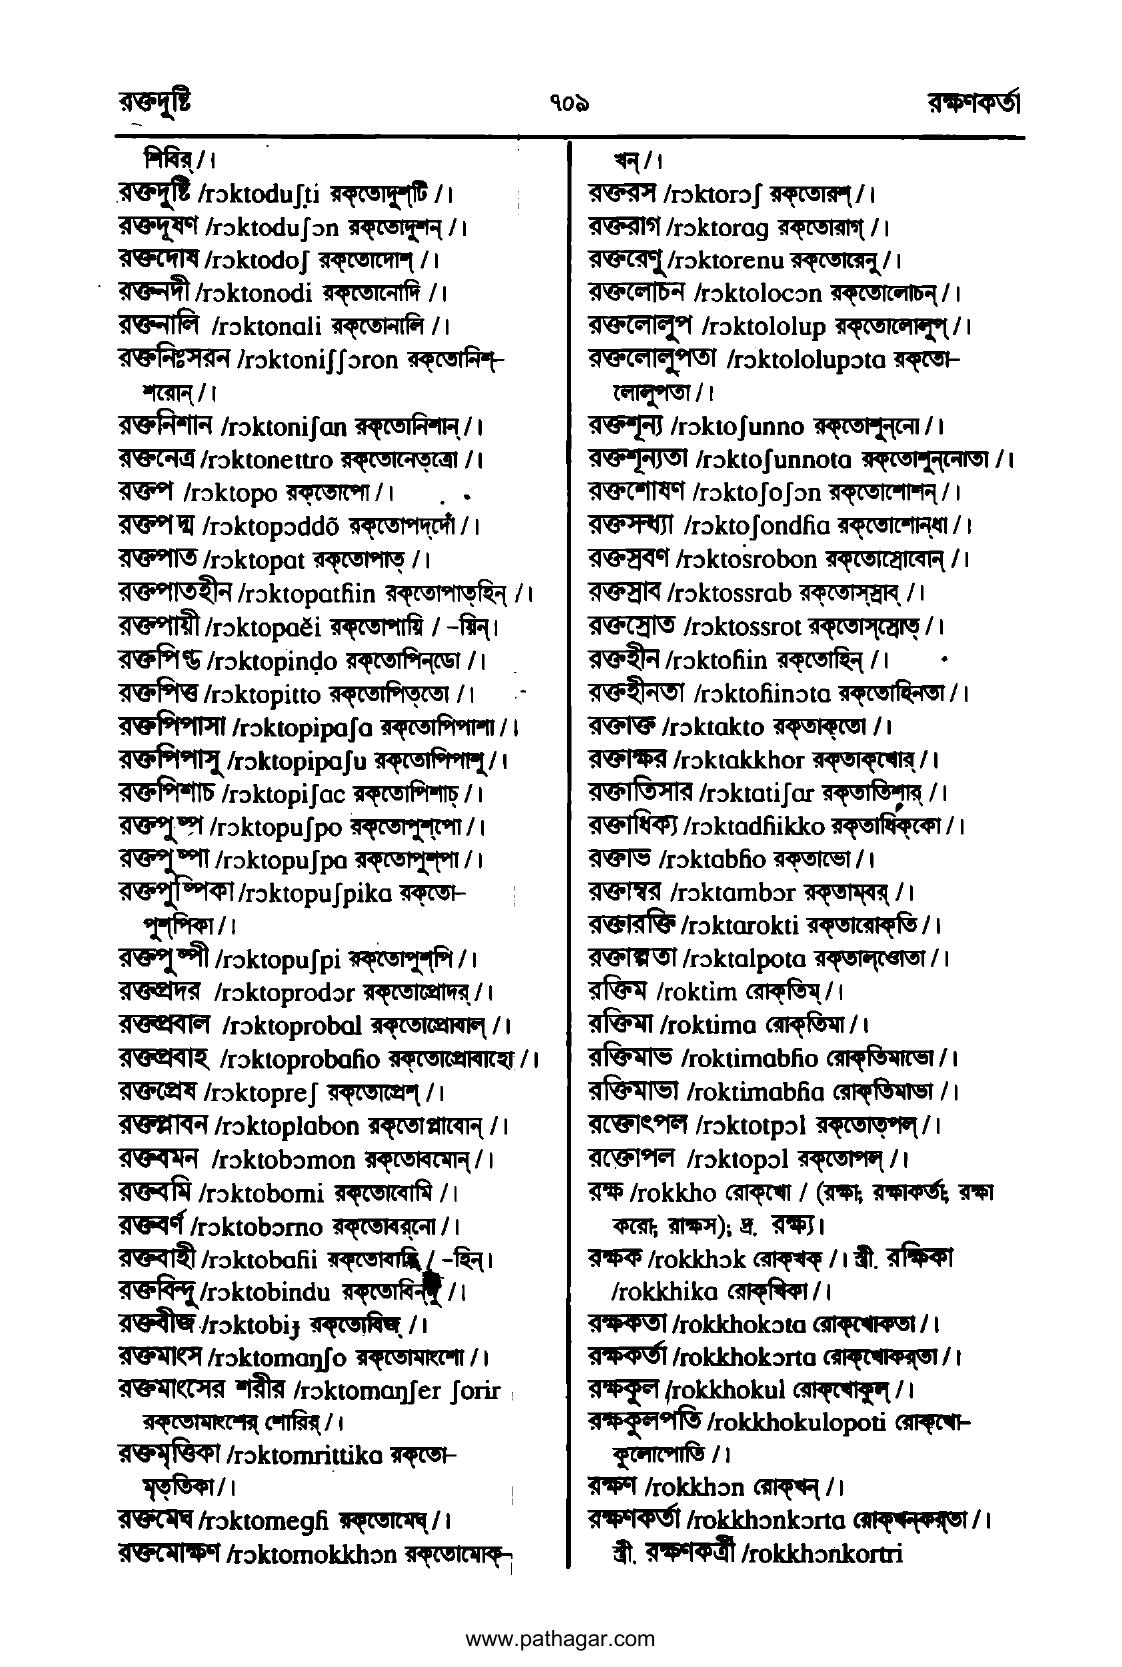 রক্তদুষ্টি ৭০৯ রক্ষণকর্তা
শিবির্ /।
রক্তদুষ্টি /rɔktoduʃṭi রক্‌তোদুশ্‌টি /।
রক্তদূষণ /rɔktoduʃɔn রক্‌তোদুশন্ /।
রক্তদোষ /rɔktodoʃ রক্‌তোদোশ্ /।
রক্তনদী /rɔktonodi রক্‌তোনোদি /।
রক্তনালি /rɔktonali রক্‌তোনালি /।
রক্তনিঃসরন /rɔktoniʃʃɔron রক্‌তোনিশ্–
শরোন্ /।
রক্তনিশান /rɔktoniʃan রক্‌তোনিশান্ /।
রক্তনেত্র /rɔktonettro রক্‌তোনেত্‌ত্রো /।
রক্তপ /rɔktopo রক্‌তোপো /।
রক্তপদ্ম /rɔktopɔddõ রক্‌তোপদ্‌দোঁ /।
রক্তপাত /rɔktopat রক্‌তোপাত্ /।
রক্তপাতহীন /rɔktopatɦin রক্‌তোপাত্‌হিন্ /।
রক্তপায়ী /rɔktopaĕi রক্‌তোপায়ি / –য়িন্।
রক্তপিণ্ড /rɔktopinḍo রক্‌তোপিন্‌ডো /।
রক্তপিত্ত /rɔktopitto রক্‌তোপিত্‌তো /।
রক্তপিপাসা /rɔktopipaʃa রক্‌তোপিপাশা /।
রক্তপিপাসু /rɔktopipaʃu রক্‌তোপিপাশু /।
রক্তপিশাচ /rɔktopiʃac রক্‌তোপিশাচ্ /।
রক্তপুষ্প /rɔktopuʃpo রক্‌তোপুশ্‌পো /।
রক্তপুষ্পা /rɔktopuʃpa রক্‌তোপুশ্‌পা /।
রক্তপুষ্পিকা /rɔktopuʃpika রক্‌তো–
পুশ্‌পিকা /।
রক্তপুষ্পী /rɔktopuʃpi রক্‌তোপুশ্‌পি /।
রক্তপ্রদর /rɔktoprodɔr রক্‌তোপ্রোদর্ /।
রক্তপ্রবাল /rɔktoprobal রক্‌তোপ্রোবাল্ /।
রক্তপ্রবাহ /rɔktoprobaɦo রক্‌তোপ্রোবাহো /।
রক্তপ্রেষ /rɔktopreʃ রক্‌তোপ্রেশ্ /।
রক্তপ্লাবন /rɔktoplabon রক্‌তোপ্লাবোন্ /।
রক্তবমন /rɔktobɔmon রক্‌তোবমোন্ /।
রক্তবমি /rɔktobomi রক্‌তোবোমি /।
রক্তবর্ণ /rɔktobɔrno রক্‌তোবর্‌নো /।
রক্তবাহী /rɔktobaɦi রক্‌তোবাহি / –হিন্।
রক্তবিন্দু /rɔktobindu রক্‌তোবিন্‌দু /।
রক্তবীজ /rɔktobiɟ রক্‌তোবিজ্ /।
রক্তমাংস /rɔktomaŋʃo রক্‌তোমাংশো /।
রক্তমাংসের শরীর /rɔktomaŋʃer ʃorir
রক্‌তোমাংশের্ শোরির্ /।
রক্তমৃত্তিকা /rɔktomrittika রক্‌তো–
মৃত্‌তিকা /।
রক্তমেঘ /rɔktomegɦ রক্‌তোমেঘ্ /।
রক্তমোক্ষণ /rɔktomokkhɔn রক্‌তোমোক্–
খন্ /।
রক্তরস /rɔktorɔʃ রক্‌তোরশ্ /।
রক্তরাগ /rɔktorag রক্‌তোরাগ্ /।
রক্তরেণু /rɔktorenu রক্‌তোরেনু /।
রক্তলোচন /rɔktolocɔn রক্‌তোলোচন্ /।
রক্তলোলুপ /rɔktololup রক্‌তোলোলুপ্ /।
রক্তলোলুপতা /rɔktololupɔta রক্‌তো–
লোলুপতা /।
রক্তশূন্য /rɔktoʃunno রক্‌তোশুন্‌নো /।
রক্তশূন্যতা /rɔktoʃunnota রক্‌তোশুন্‌নোতা /।
রক্তশোষণ /rɔktoʃoʃɔn রক্‌তোশোশন্ /।
রক্তসন্ধ্যা /rɔktoʃondɦa রক্‌তোশোন্‌ধা /।
রক্তস্রবণ /rɔktosrobon রক্‌তোস্রোবোন্ /।
রক্তস্রাব /rɔktossrab রক্‌তোস্‌স্রাব্ /।
রক্তস্রোত /rɔktossrot রক্‌তোস্‌স্রোত্ /।
রক্তহীন /rɔktoɦin রক্‌তোহিন্ /।
রক্তহীনতা /rɔktoɦinɔta রক্‌তোহিনতা /।
রক্তাক্ত /rɔktakto রক্‌তাক্‌তো /।
রক্তাক্ষর /rɔktakkhor রক্‌তাক্‌খোর্ /।
রক্তাতিসার /rɔktatiʃar রক্‌তাতিশার্ /।
রক্তাধিক্য /rɔktadɦikko রক্‌তাধিক্‌কো /।
রক্তাভ /rɔktabɦo রক্‌তাভো /।
রক্তাম্বর /rɔktambɔr রক্‌তাম্‌বর্ /।
রক্তারক্তি /rɔktarokti রক্‌তারোক্‌তি /।
রক্তাল্পতা /rɔktalpota রক্‌তাল্‌পোতা /।
রক্তিম /roktim রোক্‌তিম্ /।
রক্তিমা /roktima রোক্‌তিমা /।
রক্তিমাভ /roktimabɦo রোক্‌তিমাভো /।
রক্তিমাভা /roktimabɦa রোক্‌তিমাভা /।
রক্তোৎপল /rɔktotpɔl রক্‌তোত্‌পল্ /।
রক্তোপল /rɔktopɔl রক্‌তোপল্ /।
রক্ষ /rokkho রোক্‌খো / (রক্ষা; রক্ষাকর্তা; রক্ষা
করো; রাক্ষস); দ্র. রক্ষ্য।
রক্ষক /rokkhɔk রোক্‌খক্ /। স্ত্রী. রক্ষিকা
/rokkhika রোক্‌খিকা /।
রক্ষকতা /rokkhokɔta রোক্‌খোকতা /।
রক্ষকর্তা /rokkhokɔrta রোক্‌খোকর্‌তা /।
রক্ষকুল /rokkhokul রোক্‌খোকুল্ /।
রক্ষকুলপতি /rokkhokulopoti রোক্‌খো–
কুলোপোতি /।
রক্ষণ /rokkhɔn রোক্‌খন্ /।
রক্ষণকর্তা /rokkhɔnkɔrta রোক্‌খন্‌কর্‌তা /।
স্ত্রী. রক্ষণকর্ত্রী /rokkhɔnkortri
www.pathagar.com